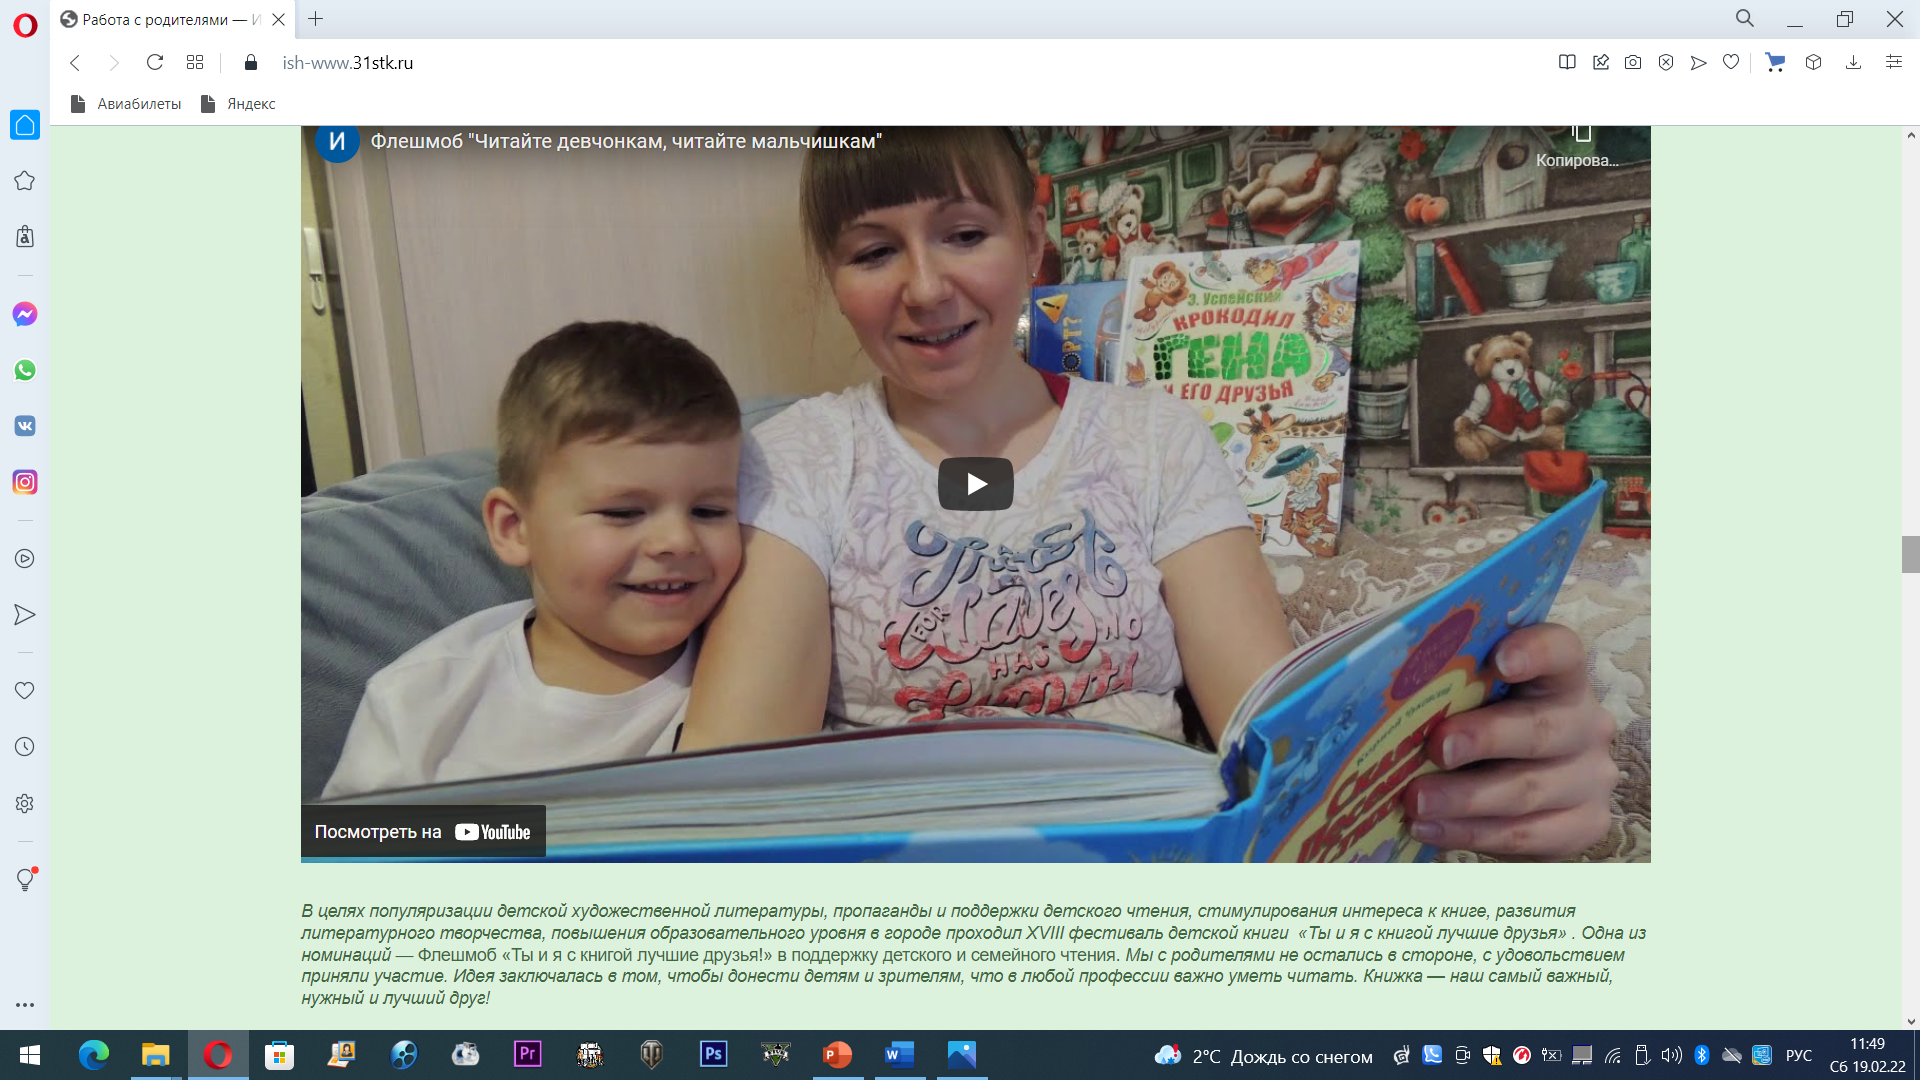 Работа с родителями — И
ish-www.31stk.ru
Авиабилеты
Яндекс
И
Флешмоб "Читайте девчонкам, читайте мальчишкам"
Копирова...
Э. Успенский
КРОКОДИЛ
ГЕНА
И ЕГО ДРУЗЬЯ
FOR
HAS
NO
Посмотреть на YouTube
В целях популяризации детской художественной литературы, пропаганды и поддержки детского чтения, стимулирования интереса к книге, развития
литературного творчества, повышения образовательного уровня в городе проходил XVIII фестиваль детской книги «Ты и я с книгой лучшие друзья» . Одна из
номинаций — Флешмоб «Ты и я с книгой лучшие друзья!» в поддержку детского и семейного чтения. Мы с родителями не остались в стороне, с удовольствием
приняли участие. Идея заключалась в том, чтобы донести детям и зрителям, что в любой профессии важно уметь читать. Книжка — наш самый важный,
нужный и лучший друг!
Pr
Ps
P
W
2°C Дождь со снегом
РУС
11:49
Сб 19.02.22